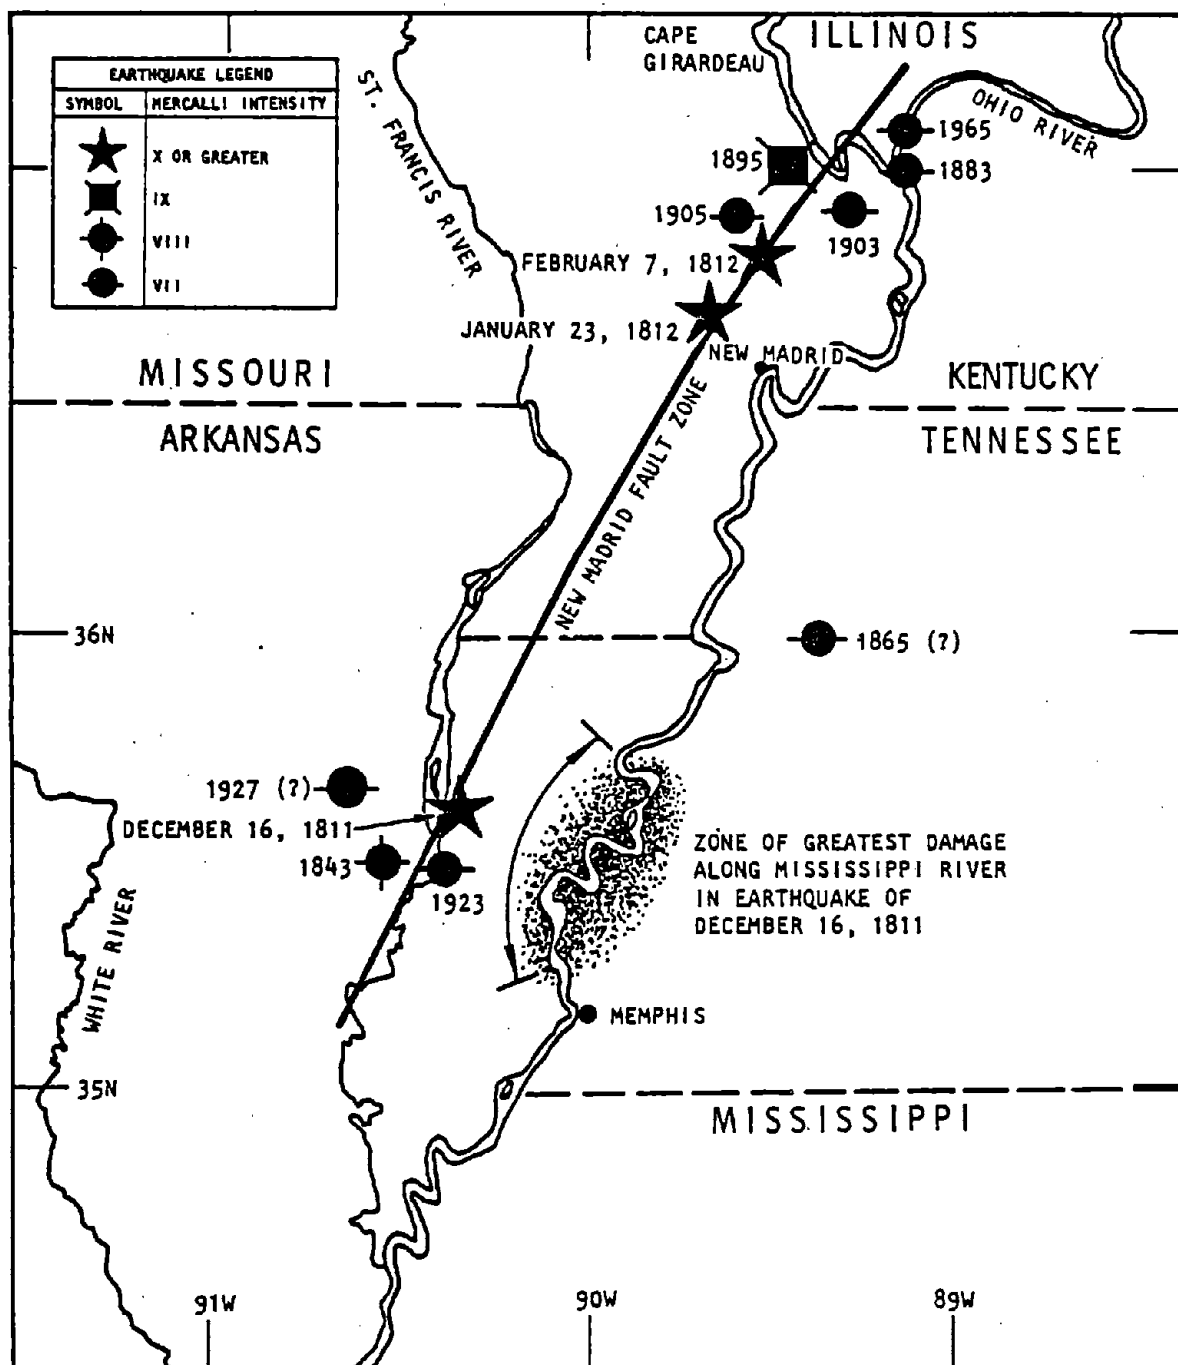 CAPE
GIRARDEAU
ILLINOIS
EARTHQUAKE LEGEND
SYMBOL MERCALLI INTENSITY
X OR GREATER
IX
VIII
VII
ST. FRANCIS RIVER
OHIO RIVER
1965
1895
1883
1905
1903
FEBRUARY 7, 1812
JANUARY 23, 1812
NEW MADRID
MISSOURI
KENTUCKY
ARKANSAS
TENNESSEE
NEW MADRID FAULT ZONE
36N
1865 (?)
1927 (?)
DECEMBER 16, 1811
1843
1923
ZONE OF GREATEST DAMAGE
ALONG MISSISSIPPI RIVER
IN EARTHQUAKE OF
DECEMBER 16, 1811
WHITE RIVER
MEMPHIS
35N
MISSISSIPPI
91W
90W
89W